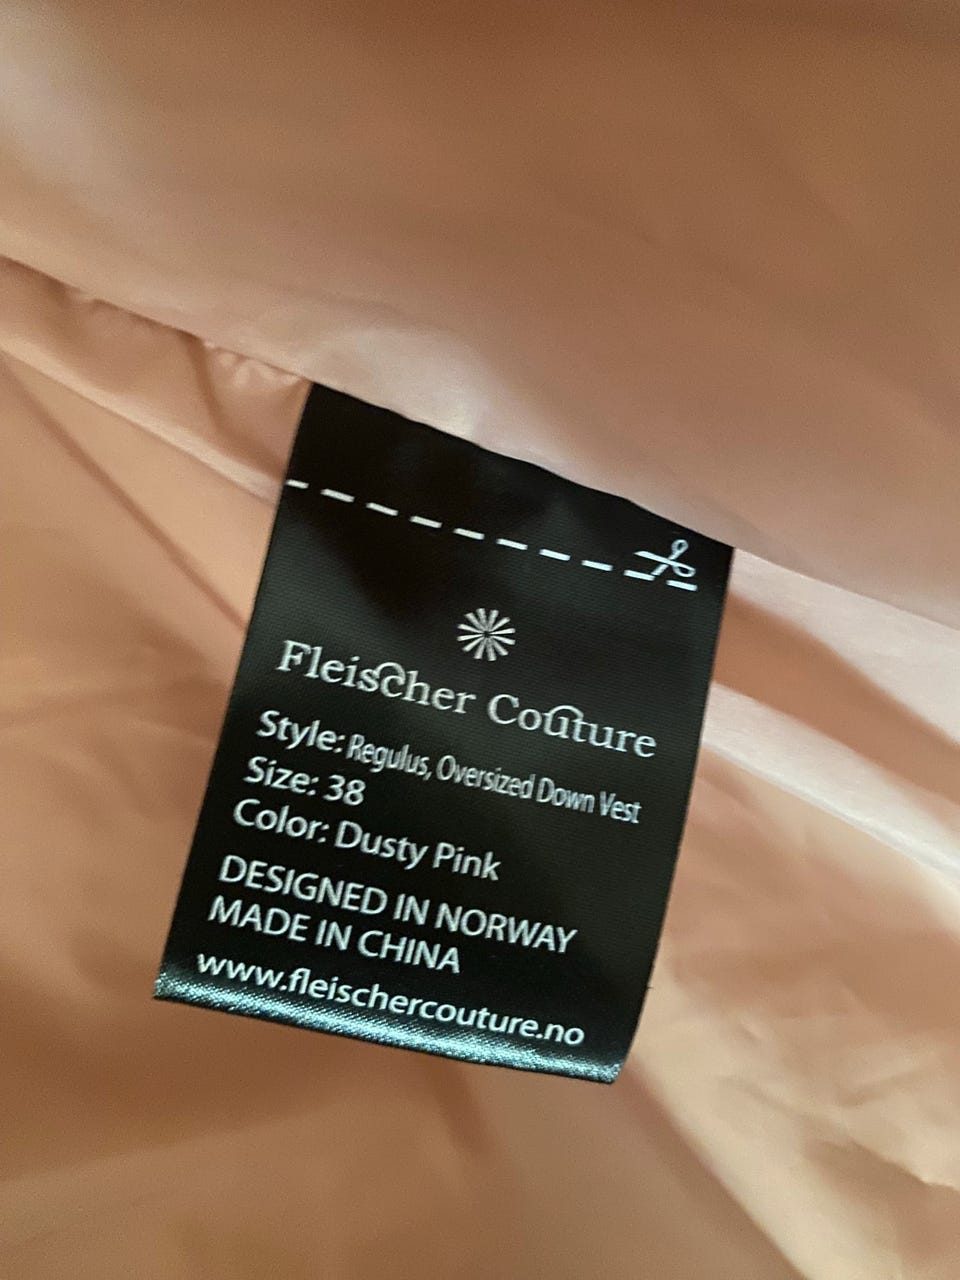 Fleischer Couture
Style: Regulus, Oversized Down Vest
Size: 38
Color: Dusty Pink
DESIGNED IN NORWAY
MADE IN CHINA
www.fleischercouture.no